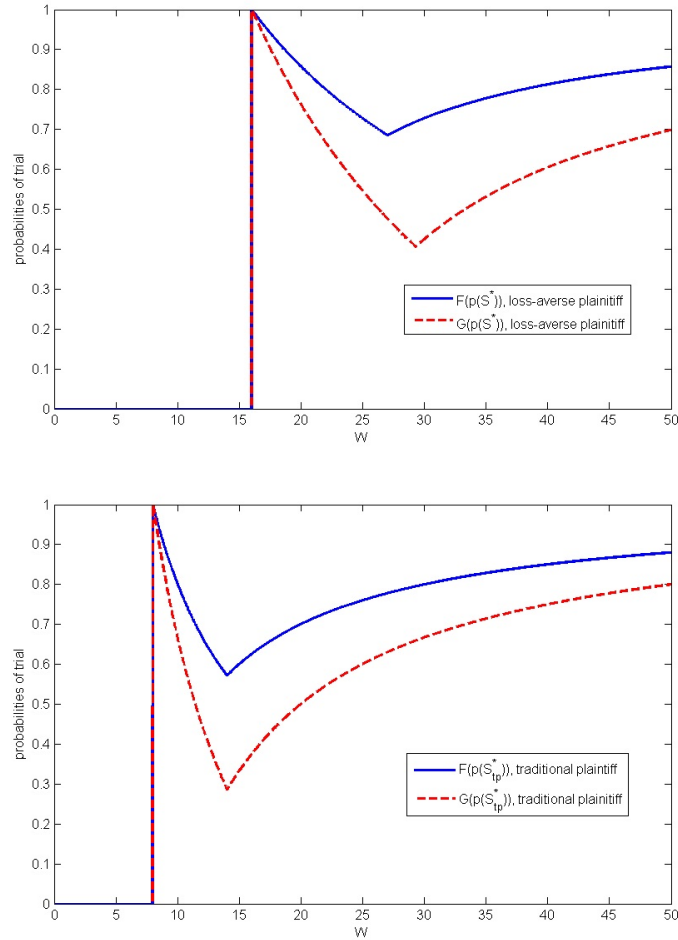 1
0.9
0.8
0.7
0.6
0.5
0.4
0.3
0.2
0.1
0
probabilities of trial
F(p(S*)), loss-averse plainitiff
G(p(S*)), loss-averse plainitiff
0 5 10 15 20 25 30 35 40 45 50
W
1
0.9
0.8
0.7
0.6
0.5
0.4
0.3
0.2
0.1
0
probabilities of trial
F(p(S*tp)), traditional plaintiff
G(p(S*tp)), traditional plaintiff
0 5 10 15 20 25 30 35 40 45 50
W